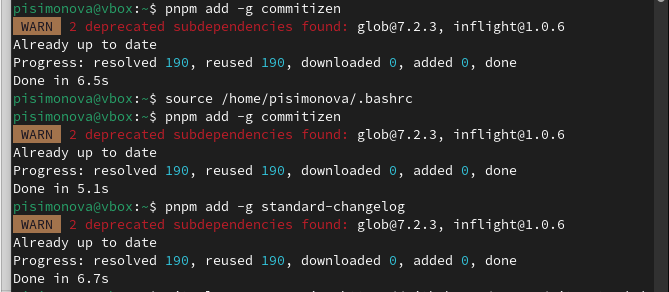 pisimonova@vbox:~$ pnpm add -g commitizen
WARN 2 deprecated subdependencies found: glob@7.2.3, inflight@1.0.6
Already up to date
Progress: resolved 190, reused 190, downloaded 0, added 0, done
Done in 6.5s
pisimonova@vbox:~$ source /home/pisimonova/.bashrc
pisimonova@vbox:~$ pnpm add -g commitizen
WARN 2 deprecated subdependencies found: glob@7.2.3, inflight@1.0.6
Already up to date
Progress: resolved 190, reused 190, downloaded 0, added 0, done
Done in 5.1s
pisimonova@vbox:~$ pnpm add -g standard-changelog
WARN 2 deprecated subdependencies found: glob@7.2.3, inflight@1.0.6
Already up to date
Progress: resolved 190, reused 190, downloaded 0, added 0, done
Done in 6.7s